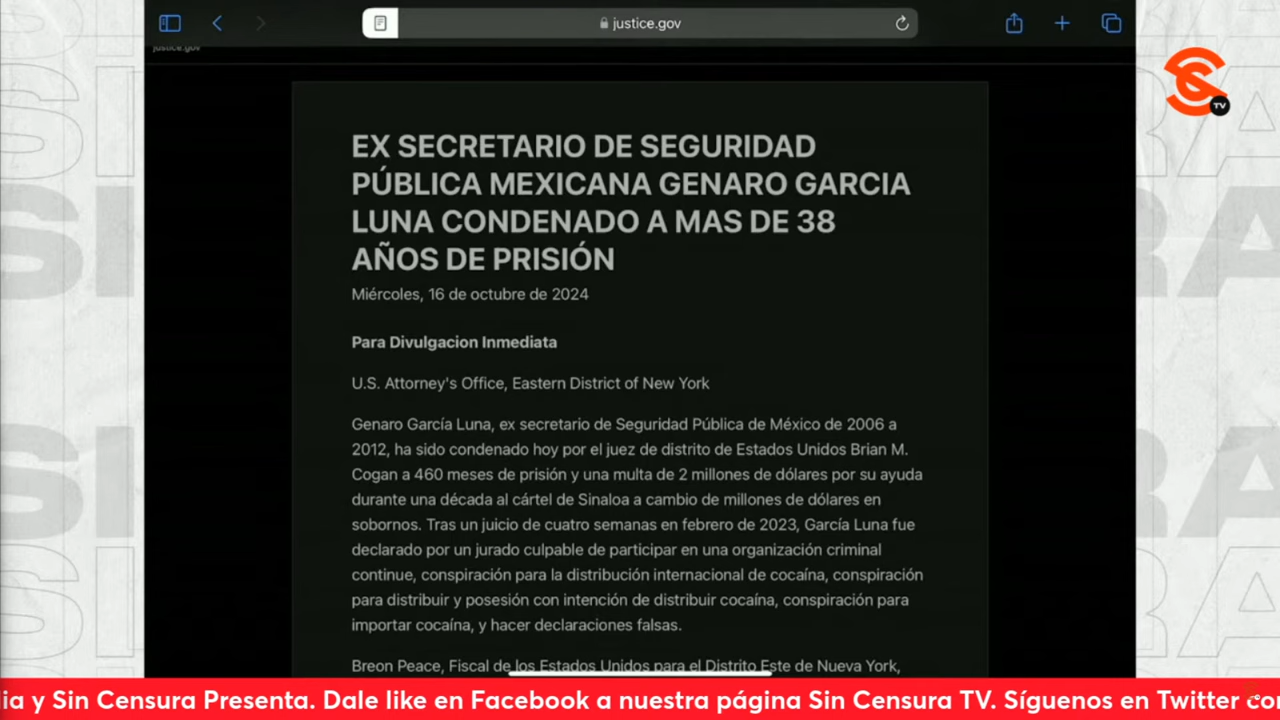 justice.gov
justice.gov
TV
EX SECRETARIO DE SEGURIDAD
PÚBLICA MEXICANA GENARO GARCIA
LUNA CONDENADO A MAS DE 38
AÑOS DE PRISIÓN
Miércoles, 16 de octubre de 2024
Para Divulgacion Inmediata
U.S. Attorney's Office, Eastern District of New York
Genaro García Luna, ex secretario de Seguridad Pública de México de 2006 a
2012, ha sido condenado hoy por el juez de distrito de Estados Unidos Brian M.
Cogan a 460 meses de prisión y una multa de 2 millones de dólares por su ayuda
durante una década al cártel de Sinaloa a cambio de millones de dólares en
sobornos. Tras un juicio de cuatro semanas en febrero de 2023, García Luna fue
declarado por un jurado culpable de participar en una organización criminal
continue, conspiración para la distribución internacional de cocaína, conspiración
para distribuir y posesión con intención de distribuir cocaína, conspiración para
importar cocaína, y hacer declaraciones falsas.
Breon Peace, Fiscal de los Estados Unidos para el Distrito Este de Nueva York,
y Sin Censura Presenta. Dale like en Facebook a nuestra página Sin Censura TV. Síguenos en Twitter